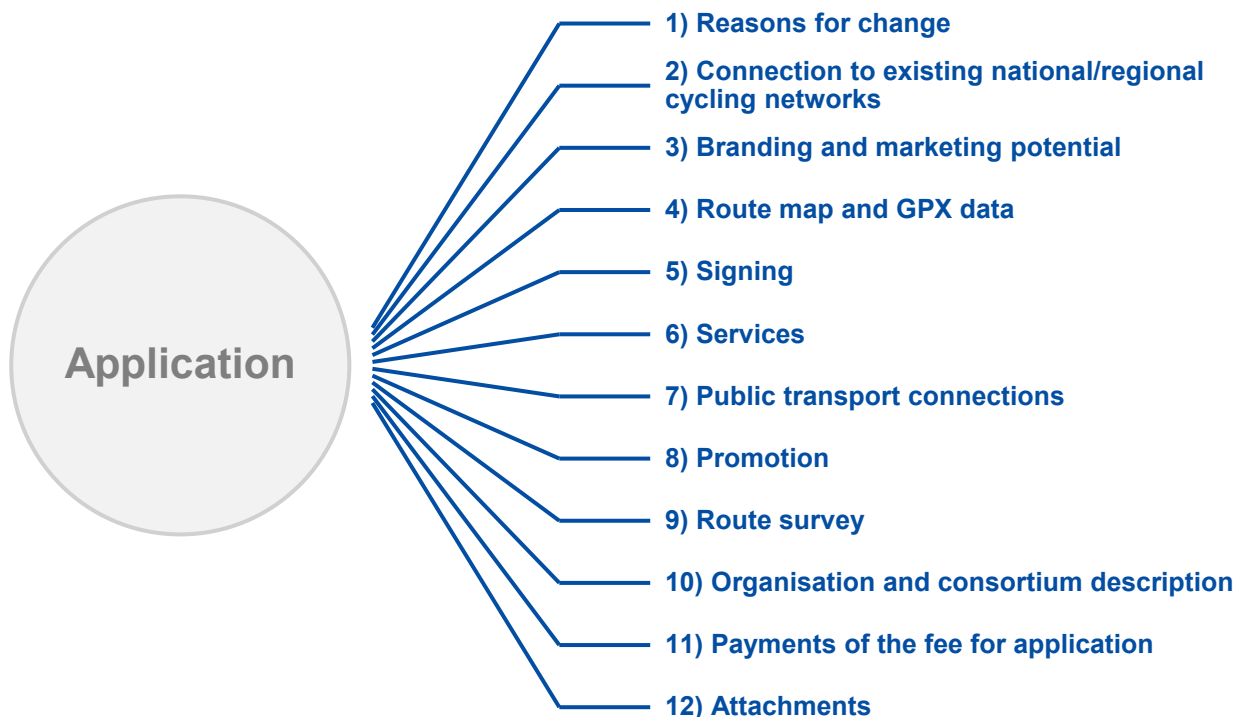 Application
1) Reasons for change
2) Connection to existing national/regional
cycling networks
3) Branding and marketing potential
4) Route map and GPX data
5) Signing
6) Services
7) Public transport connections
8) Promotion
9) Route survey
10) Organisation and consortium description
11) Payments of the fee for application
12) Attachments